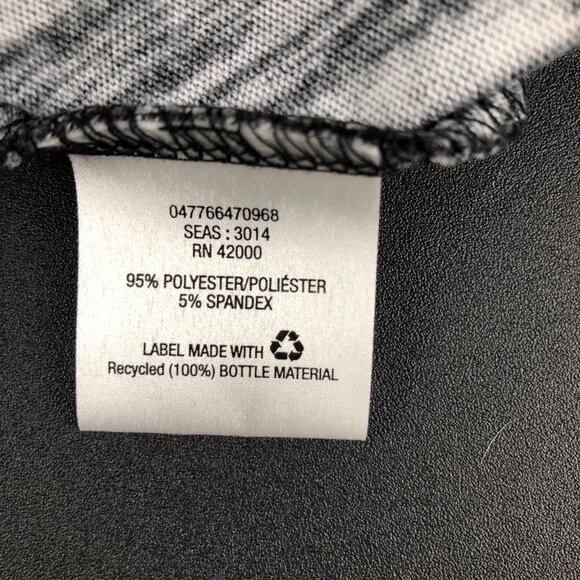 047766470968
SEAS : 3014
RN 42000
95% POLYESTER/POLIÉSTER
5% SPANDEX
LABEL MADE WITH
Recycled (100%) BOTTLE MATERIAL